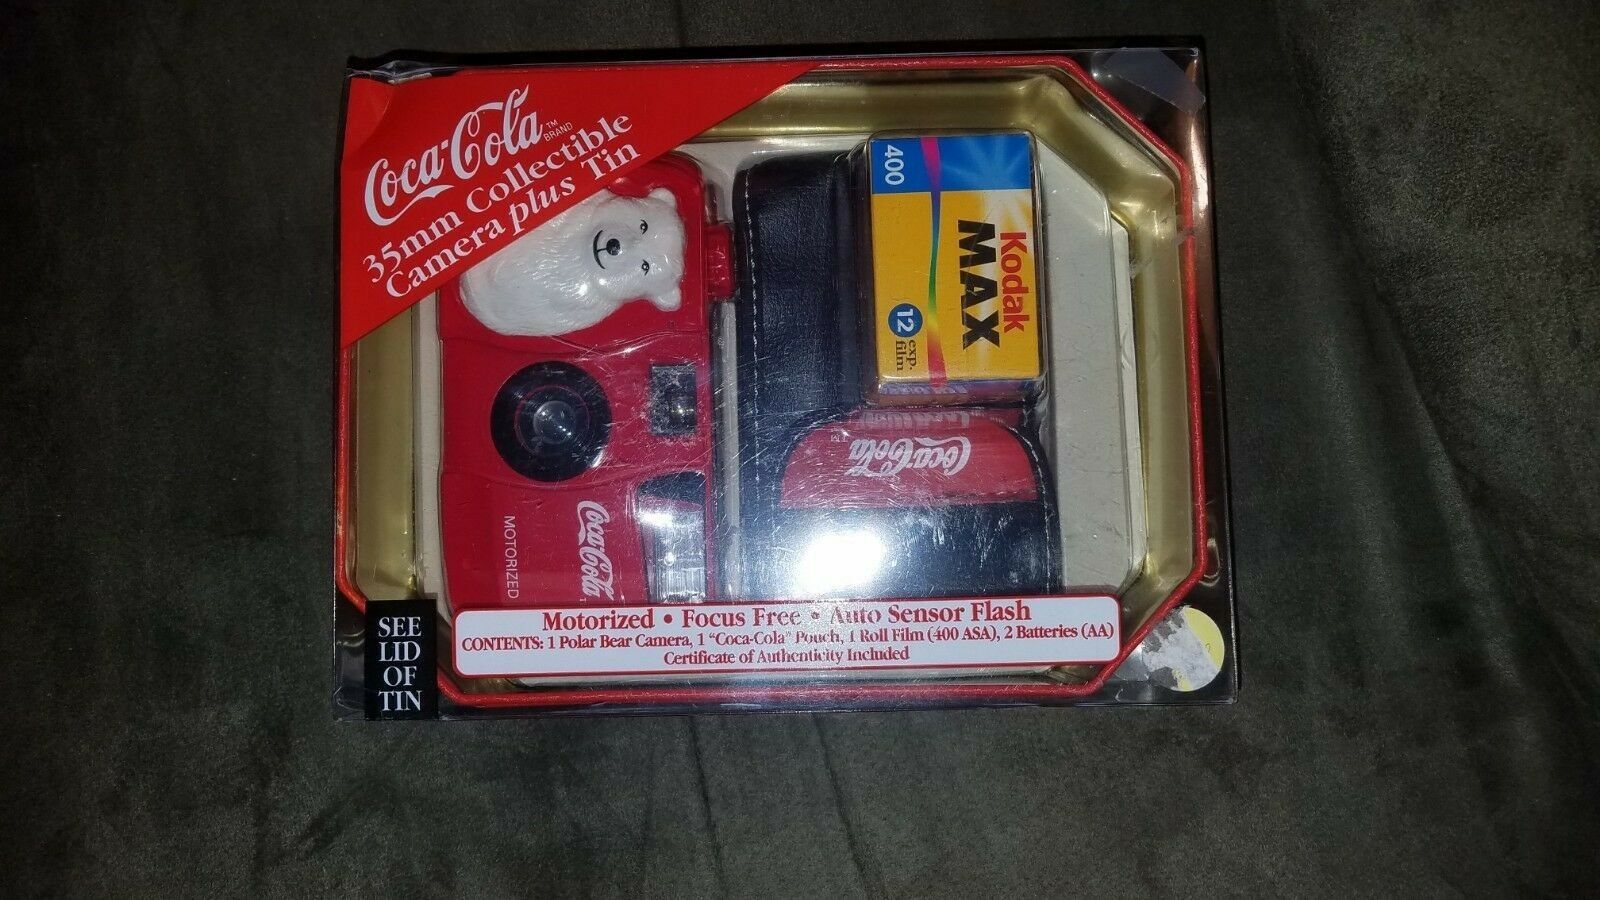 Coca-Cola
TM
BRAND
35mm Collectible
Camera plus Tin
400
Kodak
MAX
12 exp.
film
Coca-Cola
TM
Coca-Cola
MOTORIZED
SEE
LID
OF
TIN
Motorized • Focus Free • Auto Sensor Flash
CONTENTS: 1 Polar Bear Camera, 1 "Coca-Cola" Pouch, 1 Roll Film (400 ASA), 2 Batteries (AA)
Certificate of Authenticity Included